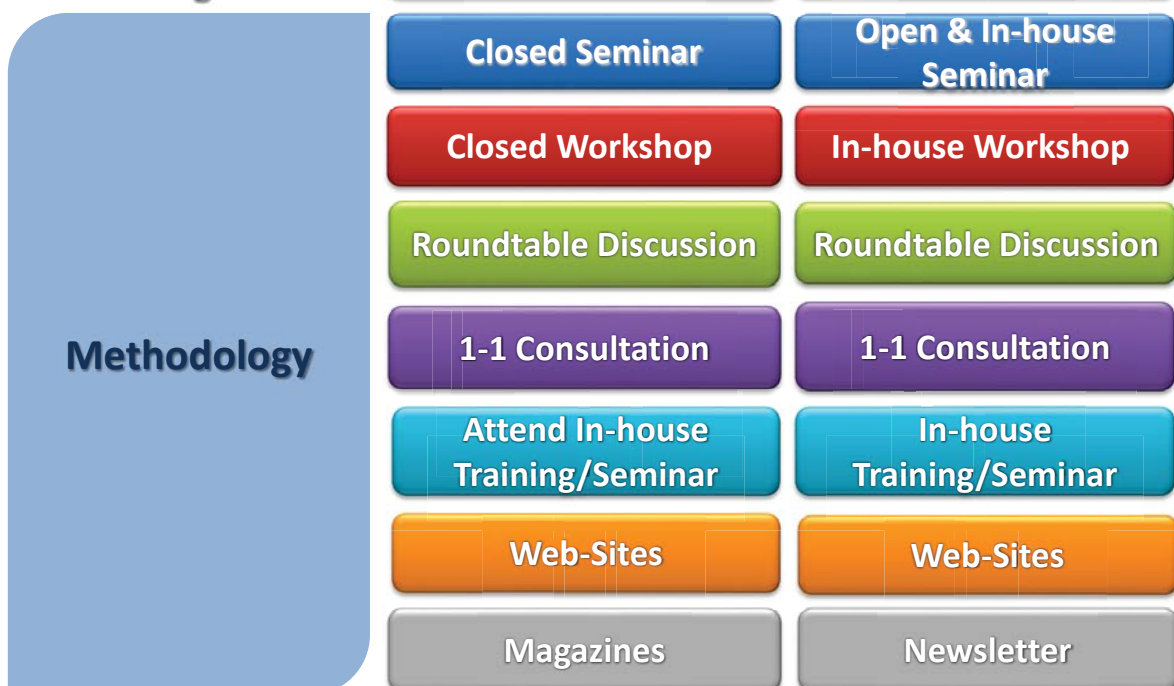 Closed Seminar
Open & In-house
Seminar
Closed Workshop
In-house Workshop
Roundtable Discussion
Roundtable Discussion
Methodology
1-1 Consultation
1-1 Consultation
Attend In-house
Training/Seminar
In-house
Training/Seminar
Web-Sites
Web-Sites
Magazines
Newsletter